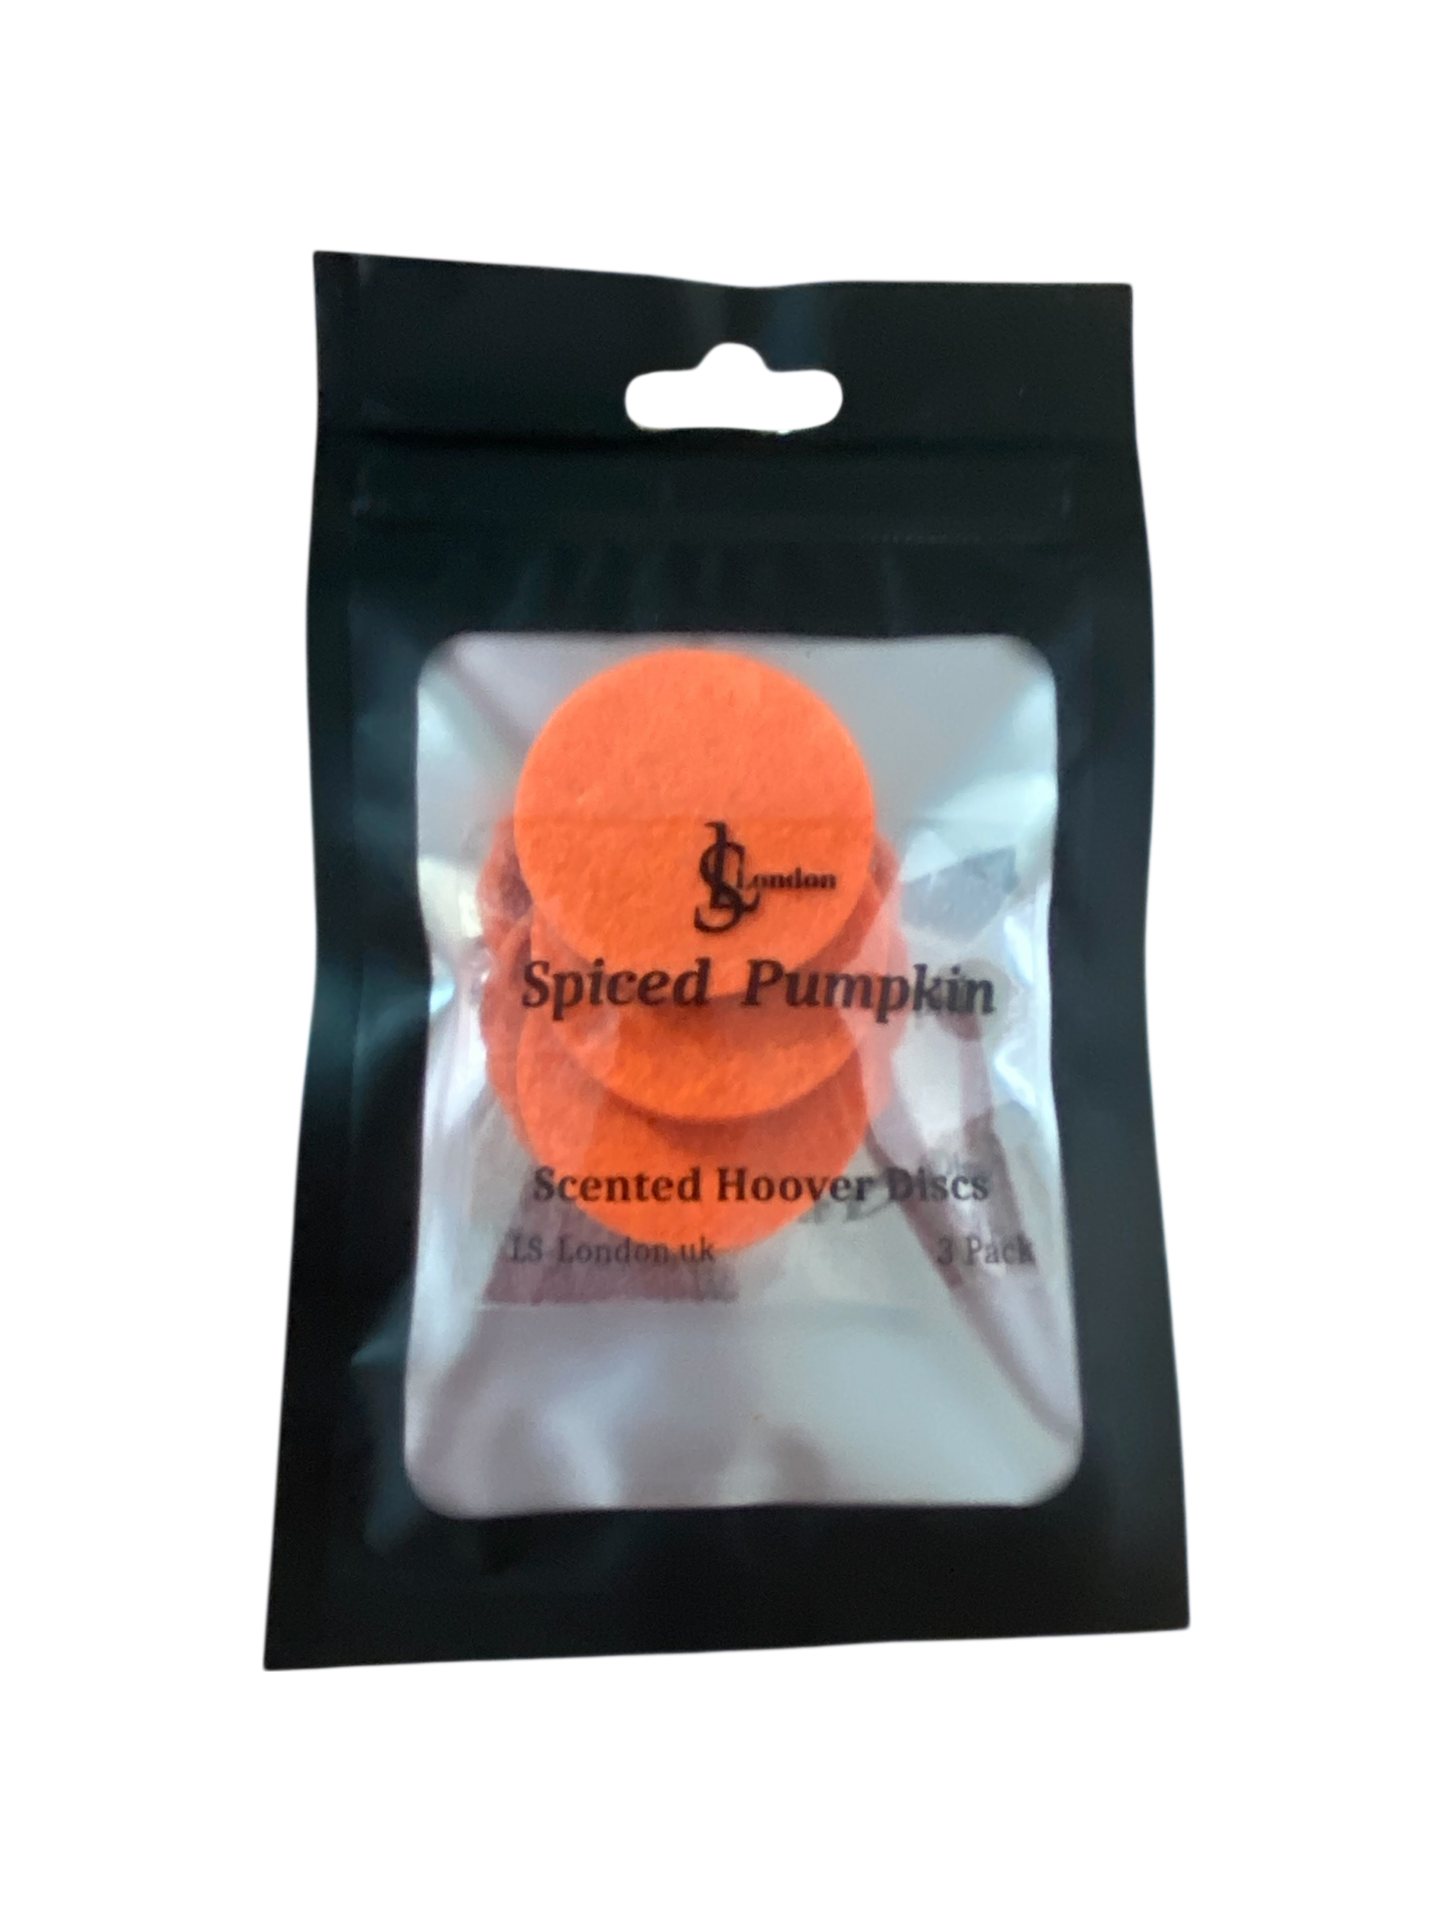 LS London
Spiced Pumpkin
Scented Hoover Discs
LS London.uk 3 Pack